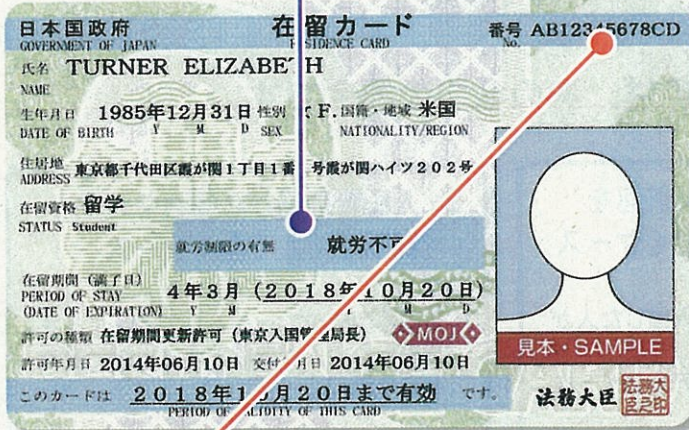 日本国政府 在留カード 番号 AB12345678CD
GOVERNMENT OF JAPAN RESIDENCE CARD No.
氏名 TURNER ELIZABETH
NAME
生年月日 1985年12月31日 性別 F. 国籍・地域 米国
DATE OF BIRTH Y M D SEX NATIONALITY/REGION
住居地 東京都千代田区霞が関1丁目1番 号霞が関ハイツ202号
ADDRESS
在留資格 留学
STATUS Student
就労制限の有無 就労不可
在留期間(満了日)
PERIOD OF STAY 4年3月(2018年10月20日)
(DATE OF EXPIRATION) Y M Y M D
許可の種類 在留期間更新許可(東京入国管理局長) MOJ
見本・SAMPLE
許可年月日 2014年06月10日 交付年月日 2014年06月10日
このカードは 2018年10月20日まで有効 です。
PERIOD OF VALIDITY OF THIS CARD
法務大臣 法務大臣之印